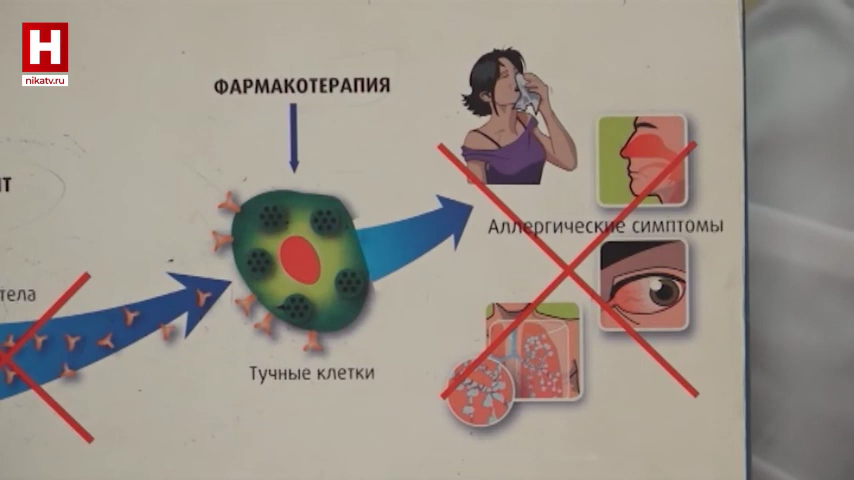 Н
nikatv.ru
ФАРМАКОТЕРАПИЯ
Аллергические симптомы
тела
Тучные клетки